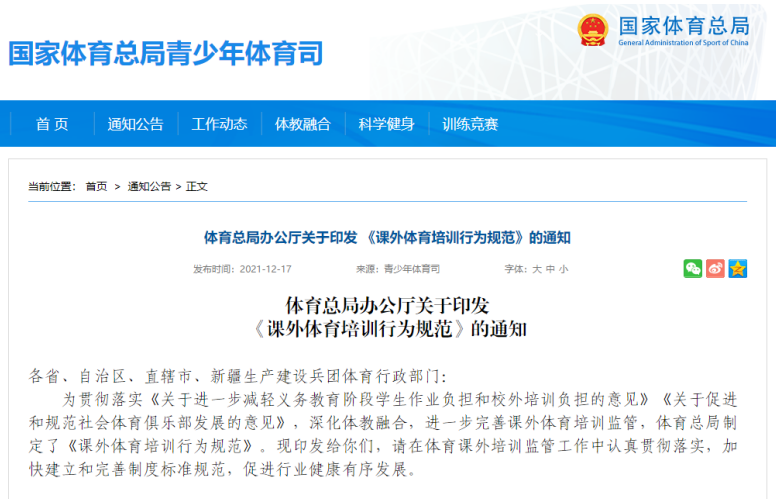 国家体育总局青少年体育司
国家体育总局
General Administration of Sport of China
首 页 通知公告 工作动态 体教融合 科学健身 训练竞赛
当前位置： 首页 > 通知公告 > 正文
体育总局办公厅关于印发 《课外体育培训行为规范》的通知
发布时间：2021-12-17 来源：青少年体育司 字体：大 中 小
体育总局办公厅关于印发
《课外体育培训行为规范》的通知
各省、自治区、直辖市、新疆生产建设兵团体育行政部门：
为贯彻落实《关于进一步减轻义务教育阶段学生作业负担和校外培训负担的意见》《关于促进
和规范社会体育俱乐部发展的意见》，深化体教融合，进一步完善课外体育培训监管，体育总局制
定了《课外体育培训行为规范》。现印发给你们，请在体育课外培训监管工作中认真贯彻落实，加
快建立和完善制度标准规范，促进行业健康有序发展。